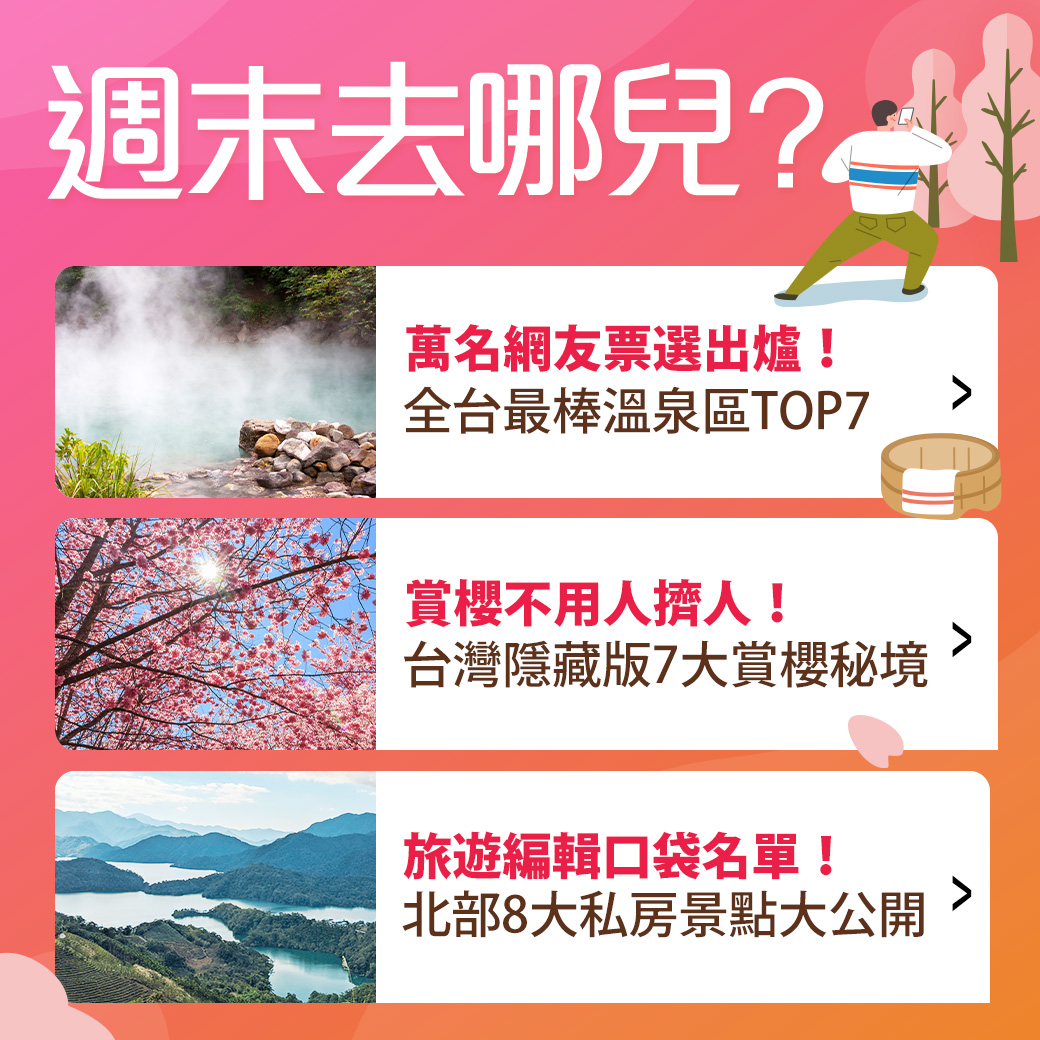 週末去哪兒?
萬名網友票選出爐！
全台最棒溫泉區TOP7
賞櫻不用人擠人！
台灣隱藏版7大賞櫻秘境
旅遊編輯口袋名單！
北部8大私房景點大公開